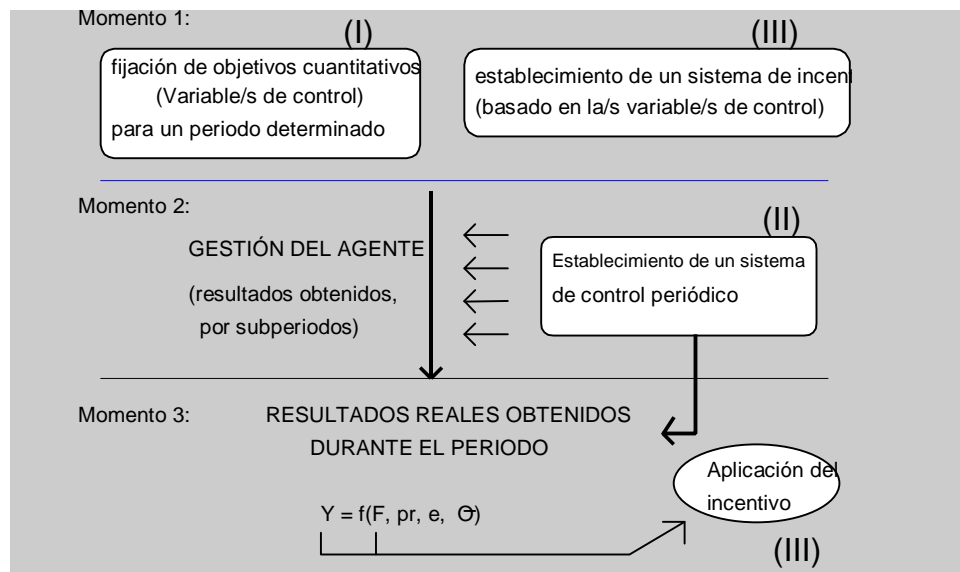 Momento 1:
(I)
(III)
fijación de objetivos cuantitativos
(Variable/s de control)
para un periodo determinado
establecimiento de un sistema de incen
(basado en la/s variable/s de control)
Momento 2:
(II)
GESTIÓN DEL AGENTE
(resultados obtenidos,
por subperiodos)
Establecimiento de un sistema
de control periódico
Momento 3:
RESULTADOS REALES OBTENIDOS
DURANTE EL PERIODO
Aplicación del
incentivo
Y = f(F, pr, e, Θ)
(III)